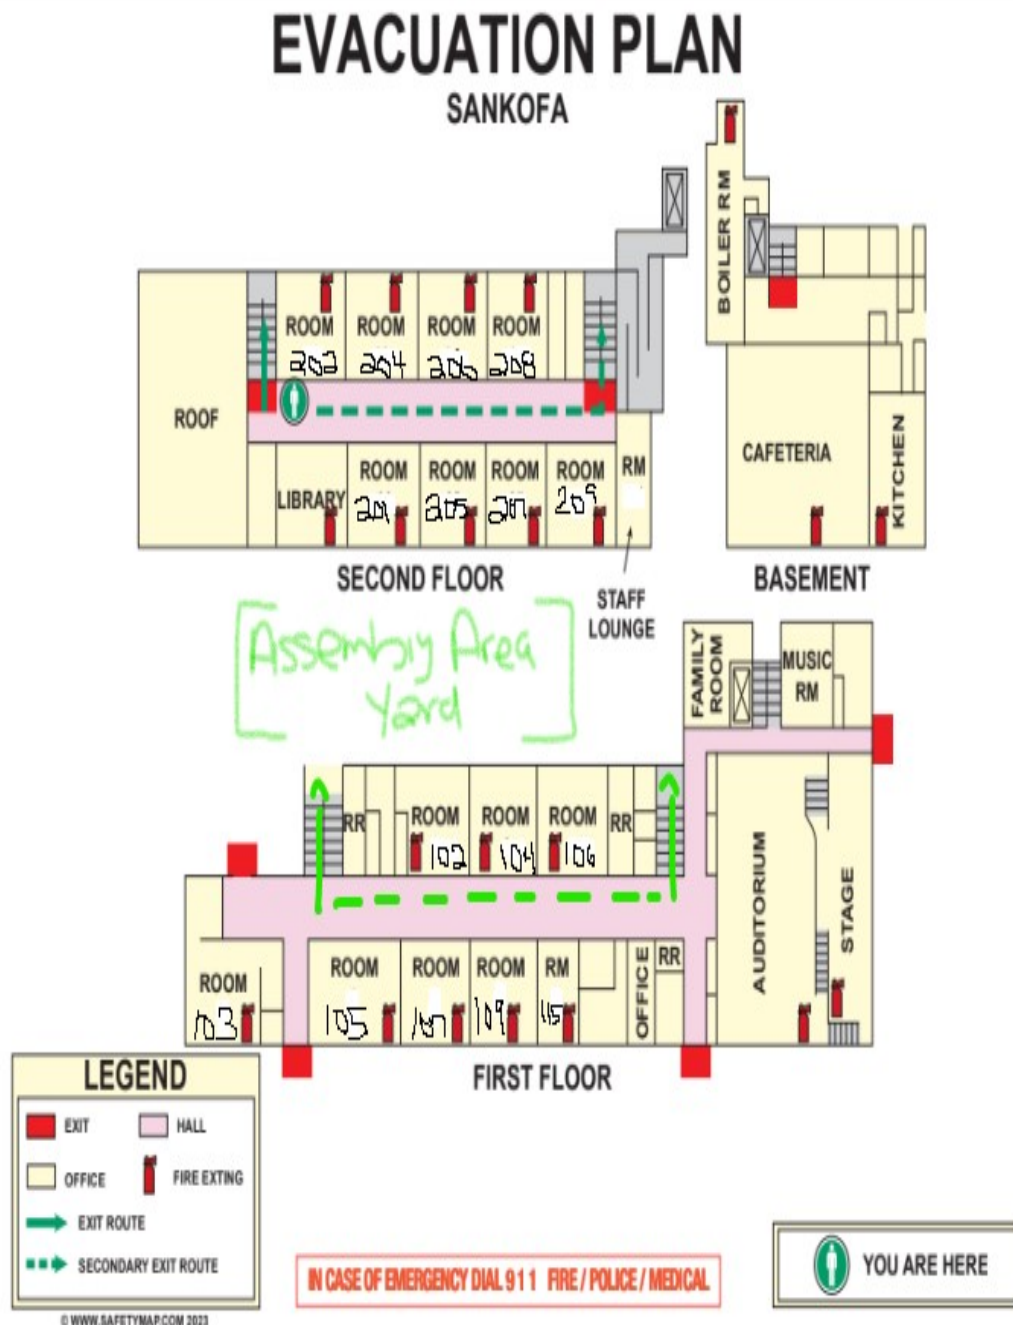 EVACUATION PLAN
SANKOFA
BOILER RM
ROOM
202
ROOM
204
ROOM
206
ROOM
208
ROOF
LIBRARY
ROOM
201
ROOM
205
ROOM
207
ROOM
209
RM
CAFETERIA
KITCHEN
SECOND FLOOR
STAFF
LOUNGE
BASEMENT
[Assembly Area
Yard]
FAMILY
ROOM
MUSIC
RM
RR
ROOM
102
ROOM
104
ROOM
106
RR
AUDITORIUM
STAGE
ROOM
103
ROOM
105
ROOM
107
ROOM
109
RM
115
OFFICE
RR
FIRST FLOOR
LEGEND
EXIT
HALL
OFFICE
FIRE EXTING
EXIT ROUTE
SECONDARY EXIT ROUTE
IN CASE OF EMERGENCY DIAL 911 FIRE / POLICE / MEDICAL
YOU ARE HERE
© WWW.SAFETYMAP.COM 2023